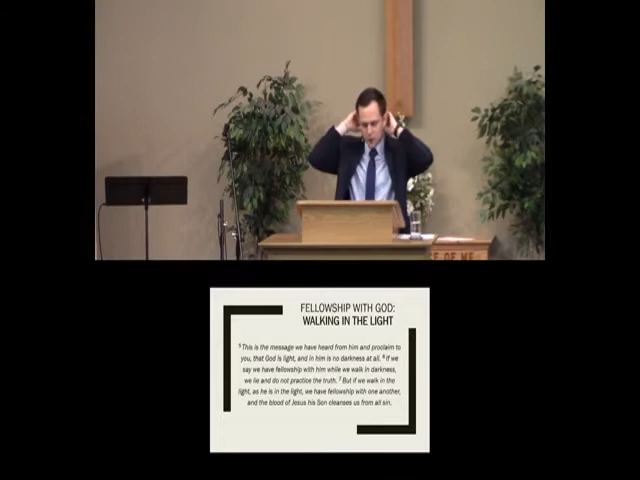 CE OF ME
FELLOWSHIP WITH GOD:
WALKING IN THE LIGHT
5 This is the message we have heard from him and proclaim to
you, that God is light, and in him is no darkness at all. 6 If we
say we have fellowship with him while we walk in darkness,
we lie and do not practice the truth. 7 But if we walk in the
light, as he is in the light, we have fellowship with one another,
and the blood of Jesus his Son cleanses us from all sin.